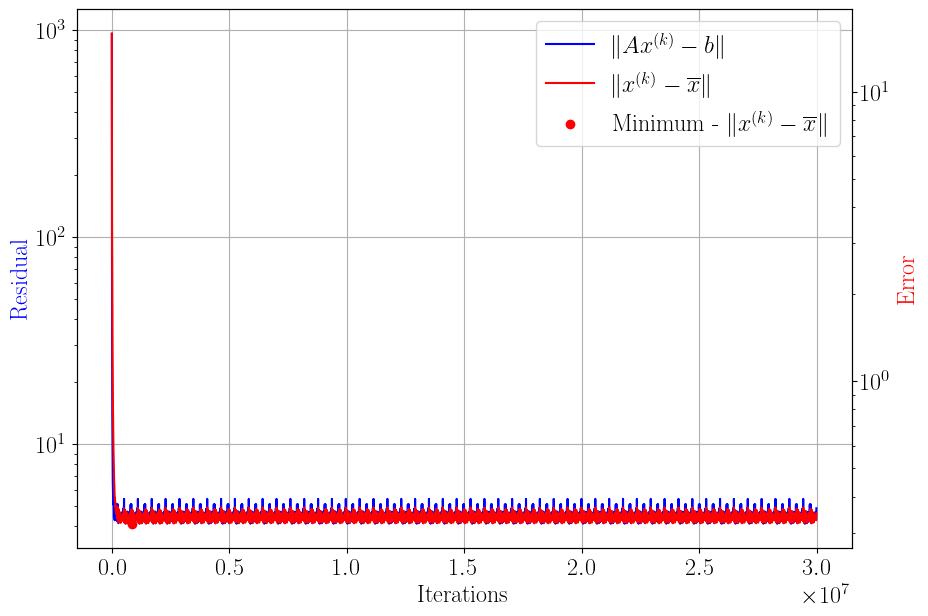 10³
10²
10¹
Residual
‖Ax⁽ᵏ⁾ − b‖
‖x⁽ᵏ⁾ − x̅‖
Minimum - ‖x⁽ᵏ⁾ − x̅‖
10¹
10⁰
Error
0.0 0.5 1.0 1.5 2.0 2.5 3.0
Iterations
×10⁷